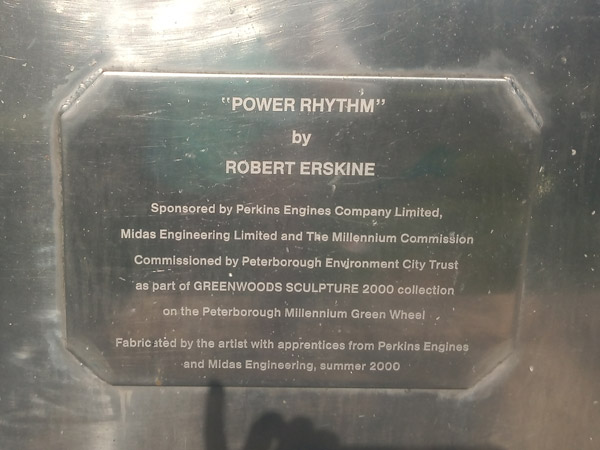 "POWER RHYTHM"
by
ROBERT ERSKINE
Sponsored by Perkins Engines Company Limited,
Midas Engineering Limited and The Millennium Commission
Commissioned by Peterborough Environment City Trust
as part of GREENWOODS SCULPTURE 2000 collection
on the Peterborough Millennium Green Wheel
Fabricated by the artist with apprentices from Perkins Engines
and Midas Engineering, summer 2000